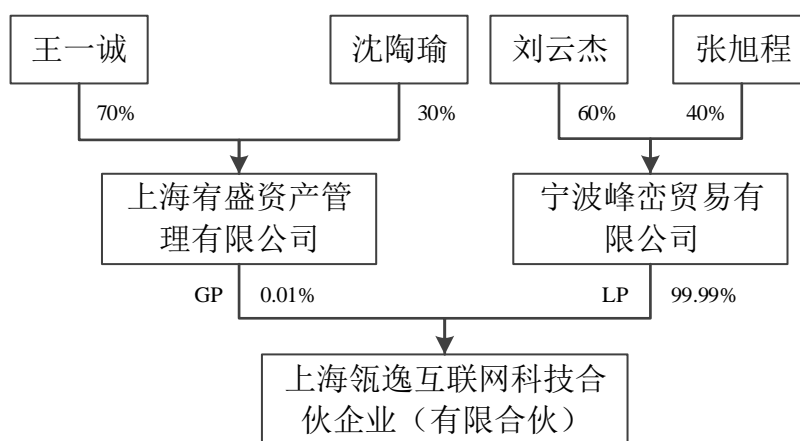 王一诚
沈陶瑜
刘云杰
张旭程
70%
30%
60%
40%
上海宥盛资产管
理有限公司
宁波峰峦贸易有
限公司
GP
0.01%
LP
99.99%
上海瓴逸互联网科技合
伙企业（有限合伙）